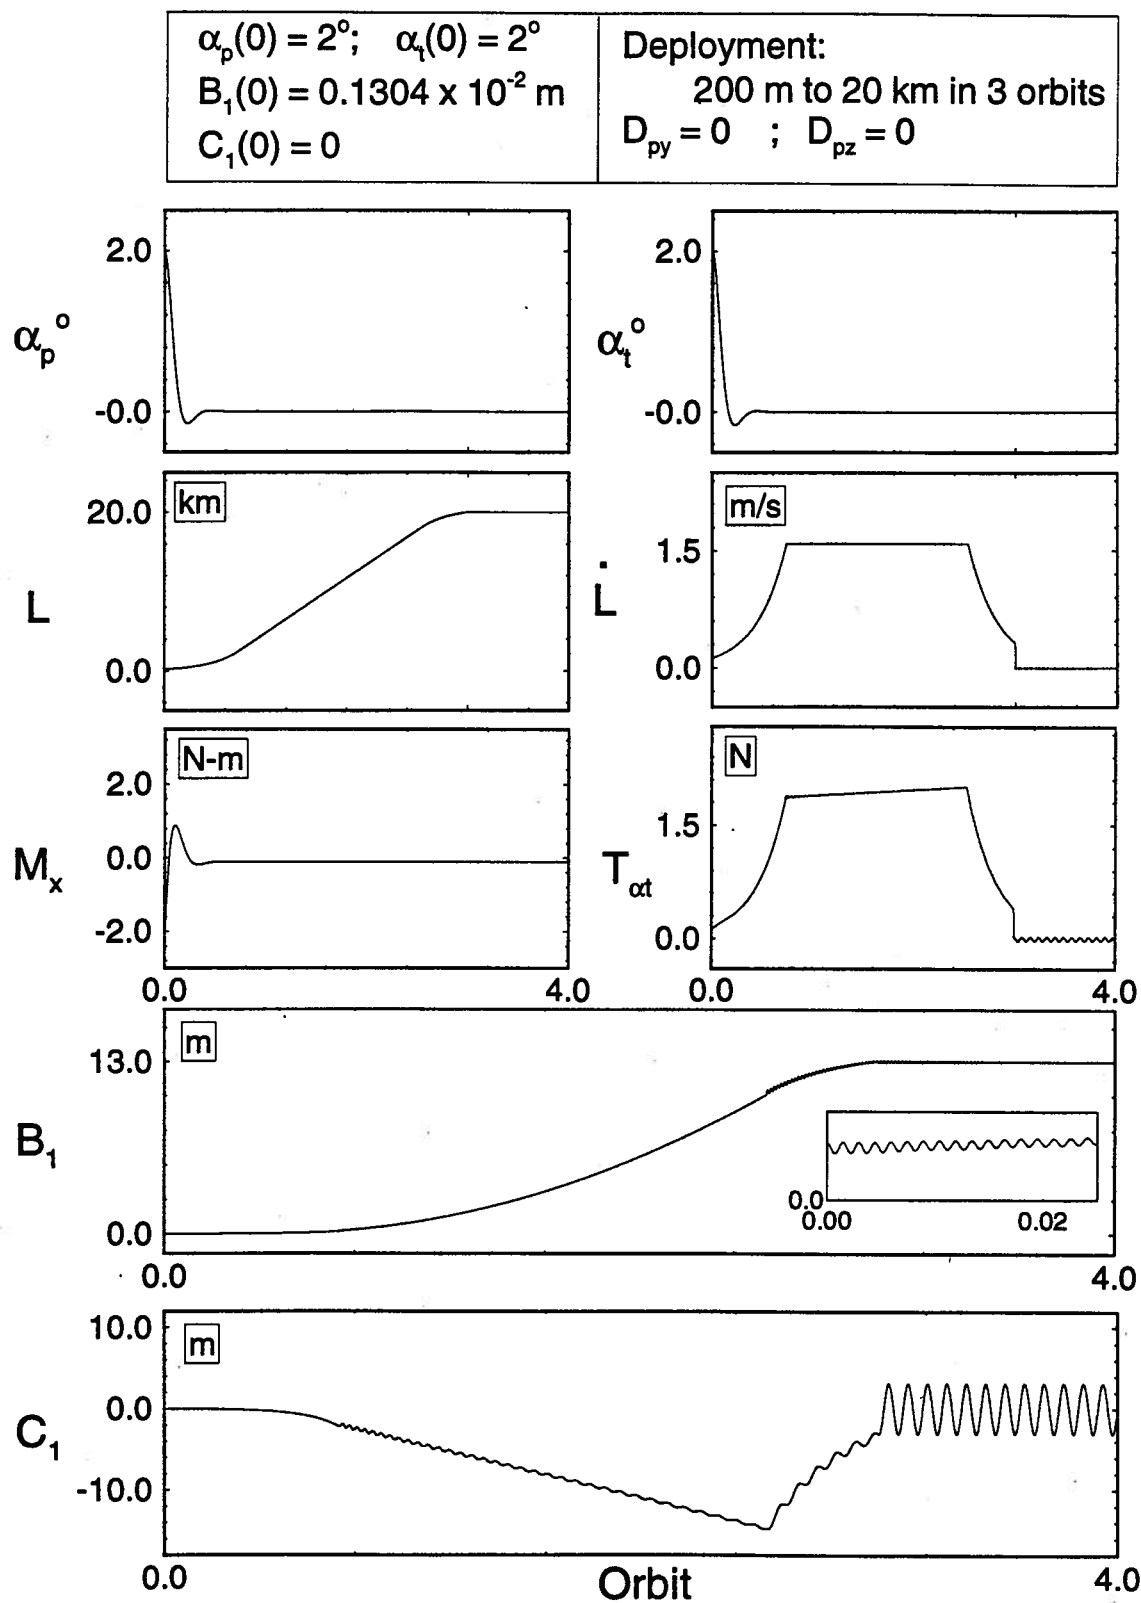 αp(0) = 2°; αt(0) = 2°
B1(0) = 0.1304 x 10-2 m
C1(0) = 0
Deployment:
200 m to 20 km in 3 orbits
Dpy = 0 ; Dpz = 0
2.0
αp°
-0.0
2.0
αt°
-0.0
km
20.0
L
0.0
m/s
1.5
L̇
0.0
N-m
2.0
0.0
Mx
-2.0
0.0 4.0
N
1.5
Tαt
0.0
0.0 4.0
m
13.0
B1
0.0
0.0
0.00 0.02
0.0 4.0
10.0
m
0.0
C1
-10.0
0.0 Orbit 4.0